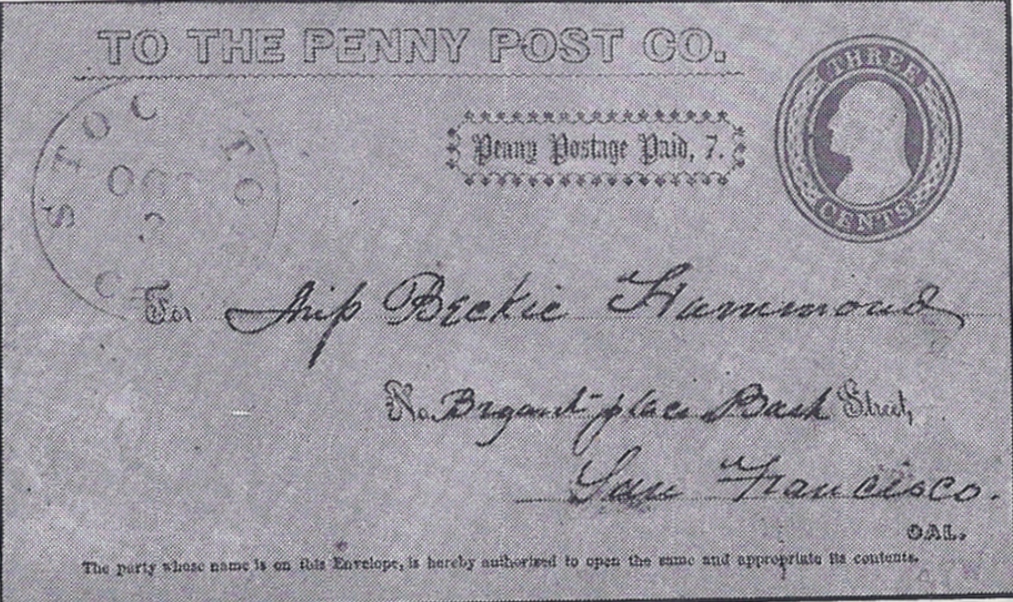 TO THE PENNY POST CO.
THREE
CENTS
Penny Postage Paid, 7.
STOCKTON
OCT
For Miss Beckie Hammond
No. Bryant place Bush Street,
San Francisco.
CAL.
The party whose name is on this Envelope, is hereby authorized to open the same and appropriate its contents.